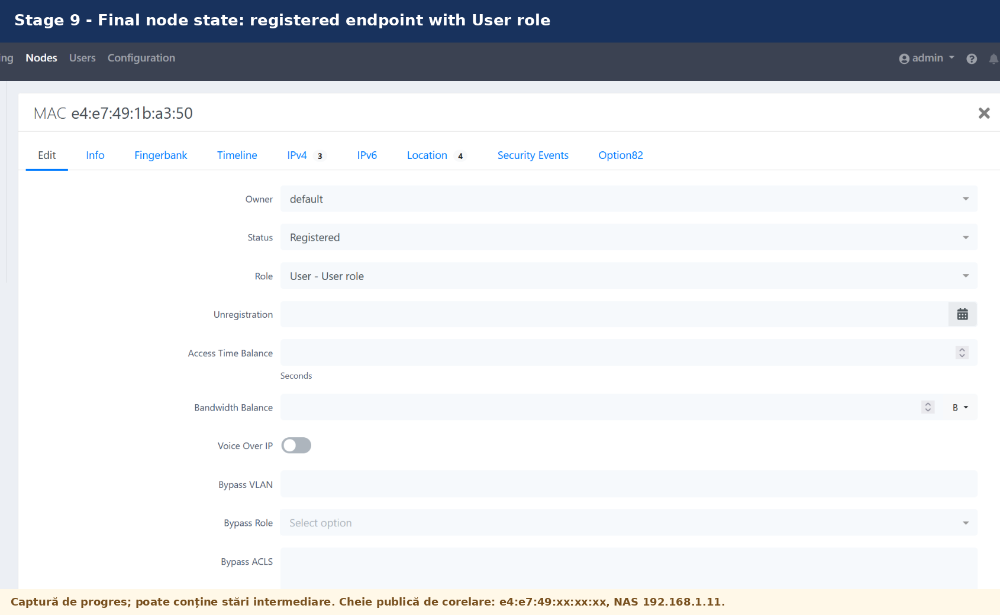 Stage 9 - Final node state: registered endpoint with User role
ing Nodes Users Configuration admin
MAC e4:e7:49:1b:a3:50
Edit Info Fingerbank Timeline IPv4 3 IPv6 Location 4 Security Events Option82
Owner default
Status Registered
Role User - User role
Unregistration
Access Time Balance
Seconds
Bandwidth Balance B
Voice Over IP
Bypass VLAN
Bypass Role Select option
Bypass ACLS
Captură de progres; poate conține stări intermediare. Cheie publică de corelare: e4:e7:49:xx:xx:xx, NAS 192.168.1.11.